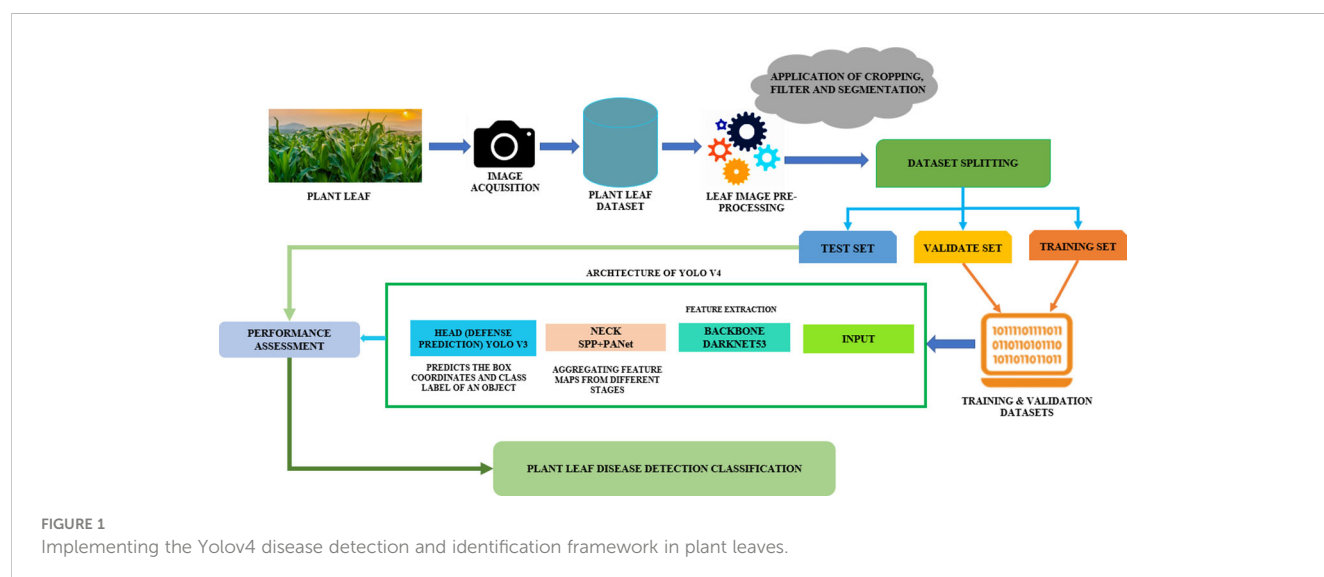 APPLICATION OF CROPPING,
FILTER AND SEGMENTATION
PLANT LEAF
IMAGE
ACQUISITION
PLANT LEAF
DATASET
LEAF IMAGE PRE-
PROCESSING
DATASET SPLITTING
TEST SET
VALIDATE SET
TRAINING SET
ARCHTECTURE OF YOLO V4
PERFORMANCE
ASSESSMENT
HEAD (DEFENSE
PREDICTION) YOLO V3
PREDICTS THE BOX
COORDINATES AND CLASS
LABEL OF AN OBJECT
NECK
SPP+PANet
AGGREGATING FEATURE
MAPS FROM DIFFERENT
STAGES
FEATURE EXTRACTION
BACKBONE
DARKNET53
INPUT
10111101111011
011011010111010
1011011011011
TRAINING & VALIDATION
DATASETS
PLANT LEAF DISEASE DETECTION CLASSIFICATION
FIGURE 1
Implementing the Yolov4 disease detection and identification framework in plant leaves.